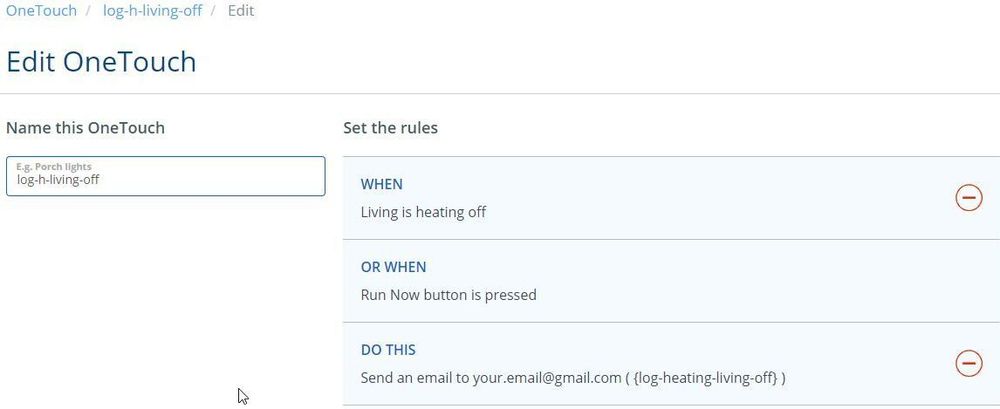 OneTouch / log-h-living-off / Edit
Edit OneTouch
Name this OneTouch
E.g. Porch lights
log-h-living-off
Set the rules
WHEN
Living is heating off
OR WHEN
Run Now button is pressed
DO THIS
Send an email to your.email@gmail.com ( {log-heating-living-off} )